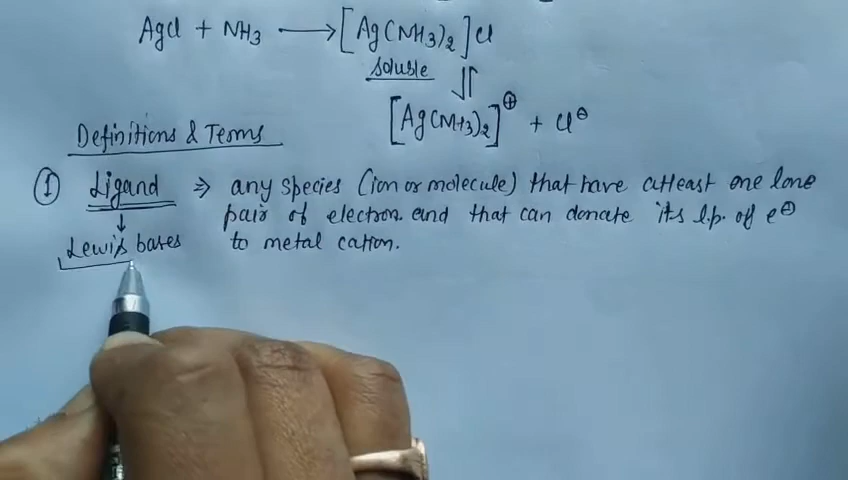 AgCl + NH3 ⟶ [Ag(NH3)2]Cl
soluble ⇌
[Ag(NH3)2]⊕ + Cl⊖
Definitions & Terms
① Ligand ⇒ any species (ion or molecule) that have atleast one lone
↓ pair of electron. and that can donate its l.p. of e⊖
Lewis bases to metal cation.